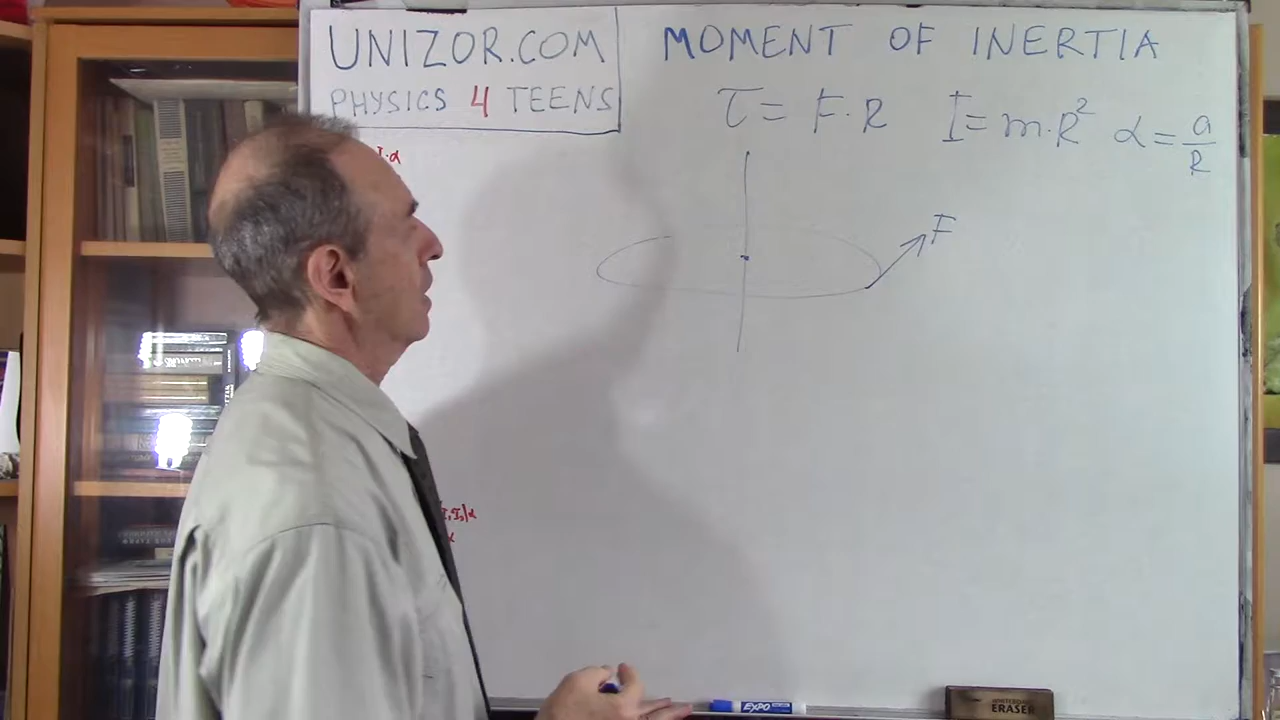 UNIZOR.COM
PHYSICS 4 TEENS
MOMENT OF INERTIA
τ = F·R
I = m·R²
α = a/R
I·α
F
EXPO
ERASER